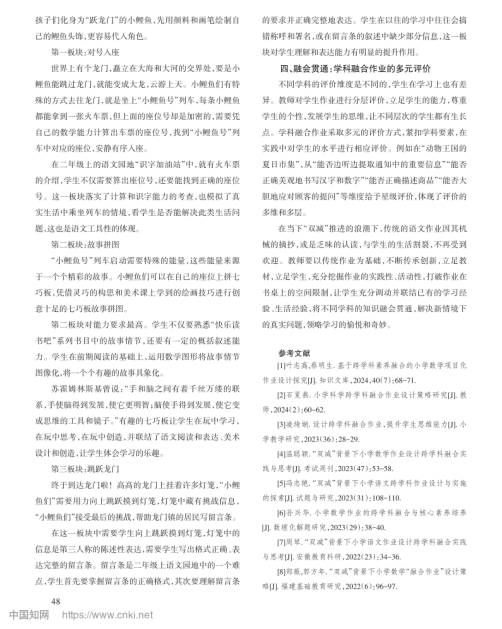 孩子们化身为“跃龙门”的小鲤鱼,先用颜料和画笔绘制自
己的鲤鱼头饰,更容易代入角色。
第一板块:对号入座
世界上有个龙门,矗立在大海和大河的交界处,要是小
鲤鱼能跳过龙门,就能变成大龙,云游上天。小鲤鱼们有特
殊的方式去往龙门,就是坐上“小鲤鱼号”列车,每条小鲤鱼
都能拿到一张火车票,但上面的座位号却是加密的,需要凭
自己的数学能力计算出车票的座位号,找到“小鲤鱼号”列
车中对应的座位,安静有序入座。
在二年级上的语文园地“识字加油站”中,就有火车票
的介绍,学生不仅需要算出座位号,还要能找到正确的座位
号。这一板块落实了计算和识字能力的考查,也模拟了真
实生活中乘坐列车的情境,看学生是否能解决此类生活问
题,这也是语文工具性的体现。
第二板块:故事拼图
“小鲤鱼号”列车启动需要特殊的能量,这些能量来源
于一个个精彩的故事。小鲤鱼们可以在自己的座位上拼七
巧板,凭借灵巧的构思和美术课上学到的绘画技巧进行创
意十足的七巧板故事拼图。
第二板块对能力要求最高。学生不仅要熟悉“快乐读
书吧”系列书目中的故事情节,还要有一定的概括叙述能
力。学生在前期阅读的基础上,运用数学图形将故事情节
图像化,将一个个有趣的故事具象化。
苏霍姆林斯基曾说:“手和脑之间有着千丝万缕的联
系,手使脑得到发展,使它更明智;脑使手得到发展,使它变
成思维的工具和镜子。”有趣的七巧板让学生在玩中学习,
在玩中思考,在玩中创造,并联结了语文阅读和表达、美术
设计和创造,让学生体会学习的乐趣。
第三板块:跳跃龙门
终于到达龙门啦！高高的龙门上挂着许多灯笼,“小鲤
鱼们”需要用力向上跳跃摸到灯笼,灯笼中藏有挑战信息,
“小鲤鱼们”接受最后的挑战,帮助龙门镇的居民写留言条。
在这一板块中需要学生向上跳跃摸到灯笼,灯笼中的
信息是第三人称的陈述性表达,需要学生写出格式正确、表
达完整的留言条。留言条是二年级上语文园地中的一个难
点,学生首先要掌握留言条的正确格式,其次要理解留言条
的要求并正确完整地表达。学生在以往的学习中往往会搞
错称呼和署名,或在留言条的叙述中缺少部分信息,这一板
块对学生理解和表达能力有明显的提升作用。
四、融会贯通:学科融合作业的多元评价
不同学科的评价维度是不同的,学生在学习上也有差
异。教师对学生作业进行分层评价,立足学生的能力,尊重
学生的个性,发展学生的思维,让不同层次的学生都有生长
点。学科融合作业采取多元的评价方式,紧扣学科要素,在
实践中对学生的水平进行相应评价。例如在“动物王国的
夏日市集”,从“能否边听边提取通知中的重要信息”“能否
正确美观地书写汉字和数字”“能否正确描述商品”“能否大
胆地应对顾客的提问”等维度给予星级评价,体现了评价的
多维和多层。
在当下“双减”推进的浪潮下,传统的语文作业因其机
械的摘抄,或是乏味的认读,与学生的生活割裂,不再受到
欢迎。教师要以传统作业为基础,不断传承创新,立足教
材,立足学生,充分挖掘作业的实践性、活动性,打破作业在
书桌上的空间限制,让学生充分调动并联结已有的学习经
验、生活经验,将不同学科的知识融会贯通,解决新情境下
的真实问题,领略学习的愉悦和奇妙。
参考文献
[1]叶志高,蔡明生. 基于跨学科素养融合的小学数学项目化
作业设计探究[J]. 知识文库,2024,40(7):68-71.
[2]石夏燕. 小学科学跨学科融合作业设计策略研究[J]. 教
师,2024(2):60-62.
[3]凌绮娴. 设计跨学科融合作业,提升学生思维能力[J]. 小
学教学研究,2023(36):28-29.
[4]温聪颖. “双减”背景下小学数学作业设计跨学科融合实
践与思考[J]. 考试周刊,2023(47):53-58.
[5]冯志艳. “双减”背景下小学语文跨学科作业设计与实施
的探索[J]. 试题与研究,2023(31):108-110.
[6]孙兴华. 小学数学作业的跨学科融合与核心素养培养
[J]. 数理化解题研究,2023(29):38-40.
[7]周琴. “双减”背景下小学语文作业设计跨学科融合实践
与思考[J]. 安徽教育科研,2022(23):34-36.
[8]郑薇,郭方年. “双减”背景下小学数学“融合作业”设计策
略[J]. 福建基础教育研究,2022(6):96-97.
48
中国知网 https://www.cnki.net